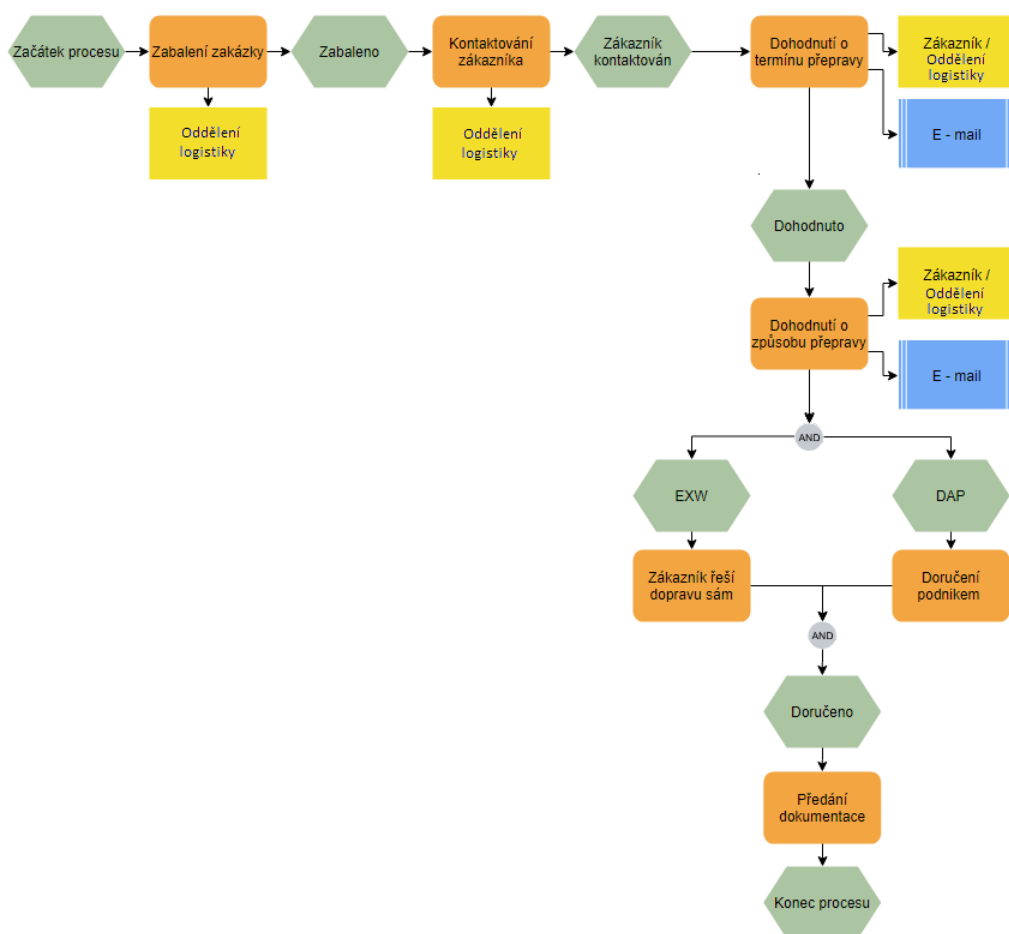 Začátek procesu
Zabalení zakázky
Zabaleno
Kontaktování
zákazníka
Zákazník
kontaktován
Dohodnutí o
termínu přepravy
Zákazník /
Oddělení
logistiky
E - mail
Oddělení
logistiky
Oddělení
logistiky
Dohodnuto
Dohodnutí o
způsobu přepravy
Zákazník /
Oddělení
logistiky
E - mail
AND
EXW
DAP
Zákazník řeší
dopravu sám
Doručení
podnikem
AND
Doručeno
Předání
dokumentace
Konec procesu